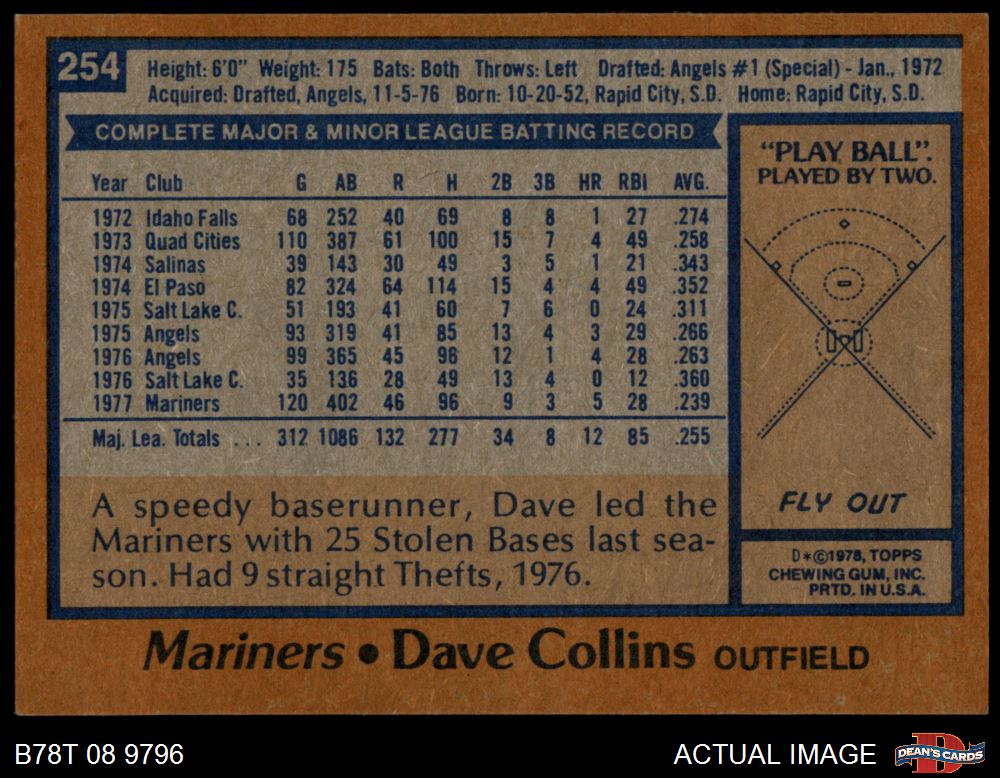 254
Height: 6'0" Weight: 175 Bats: Both Throws: Left Drafted: Angels #1 (Special) - Jan., 1972
Acquired: Drafted, Angels, 11-5-76 Born: 10-20-52, Rapid City, S.D. Home: Rapid City, S.D.
COMPLETE MAJOR & MINOR LEAGUE BATTING RECORD
Year Club G AB R H 2B 3B HR RBI AVG.
1972 Idaho Falls 68 252 40 69 8 8 1 27 .274
1973 Quad Cities 110 387 61 100 15 7 4 49 .258
1974 Salinas 39 143 30 49 3 5 1 21 .343
1974 El Paso 82 324 64 114 15 4 4 49 .352
1975 Salt Lake C. 51 193 41 60 7 6 0 24 .311
1975 Angels 93 319 41 85 13 4 3 29 .266
1976 Angels 99 365 45 96 12 1 4 28 .263
1976 Salt Lake C. 35 136 28 49 13 4 0 12 .360
1977 Mariners 120 402 46 96 9 3 5 28 .239
Maj. Lea. Totals ... 312 1086 132 277 34 8 12 85 .255
A speedy baserunner, Dave led the
Mariners with 25 Stolen Bases last sea-
son. Had 9 straight Thefts, 1976.
"PLAY BALL".
PLAYED BY TWO.
FLY OUT
D*©1978, TOPPS
CHEWING GUM, INC.
PRTD. IN U.S.A.
Mariners • Dave Collins OUTFIELD
B78T 08 9796
ACTUAL IMAGE
D
DEAN'S CARDS